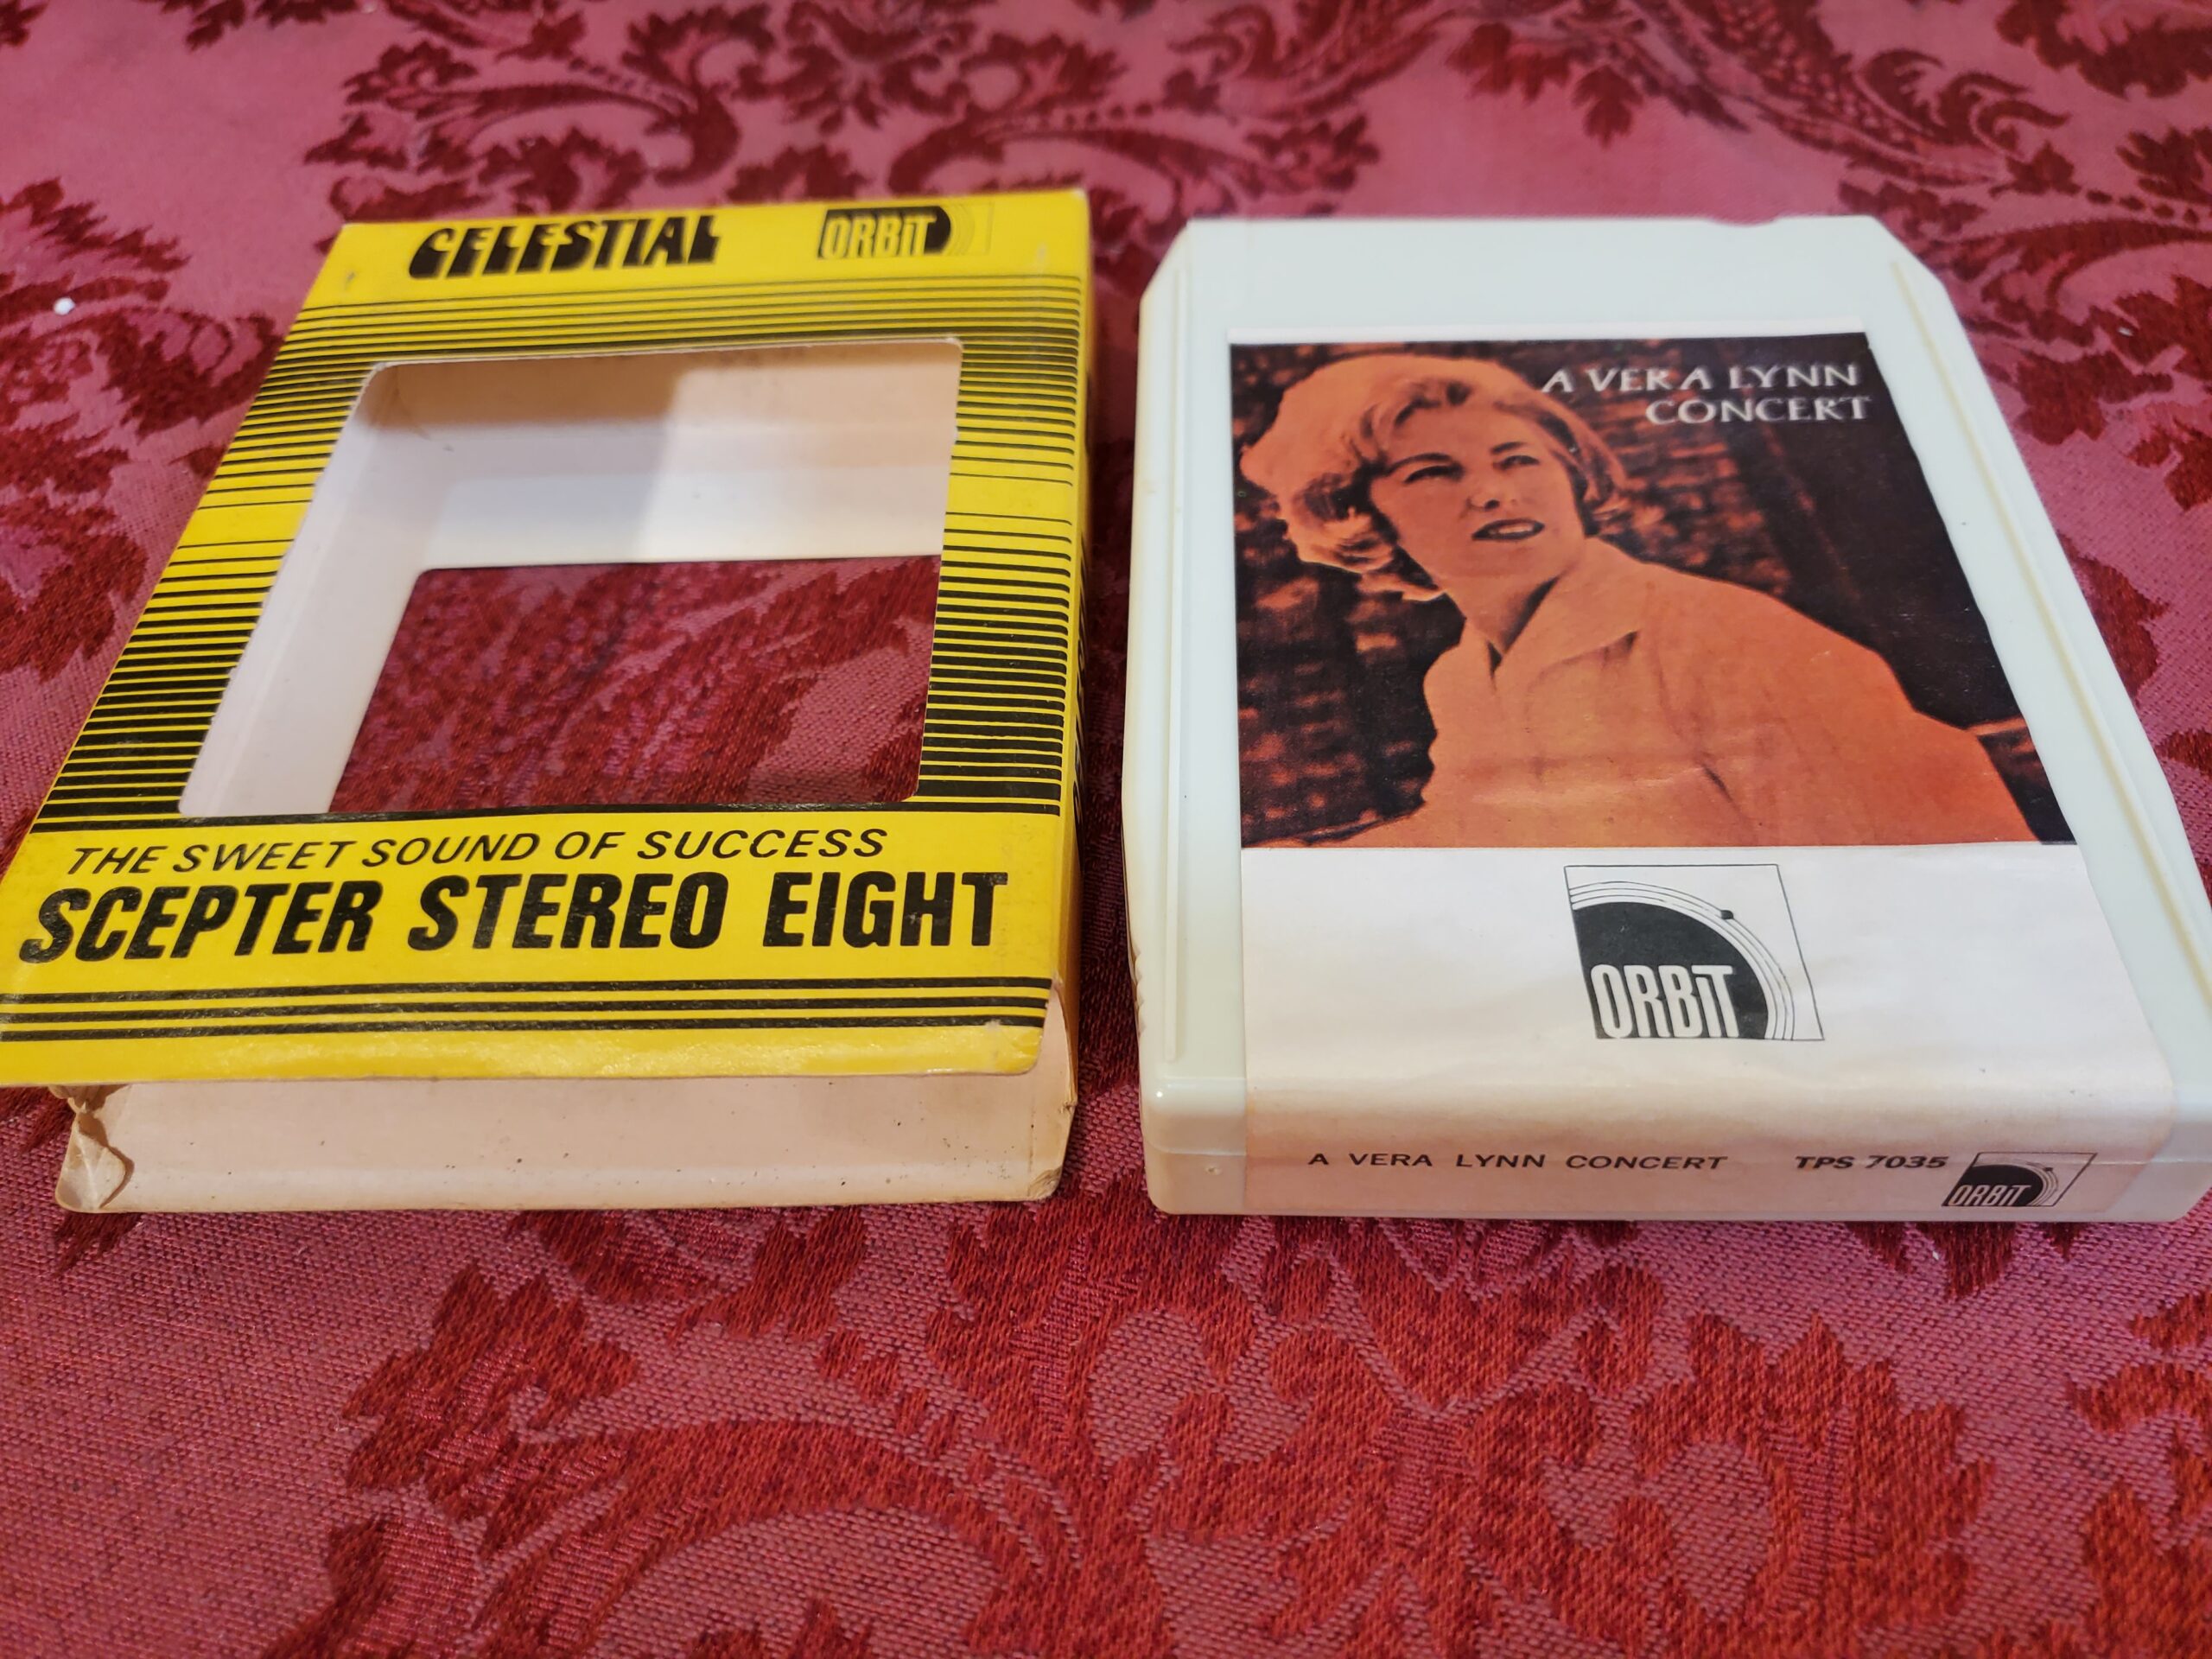 CELESTIAL
ORBiT
THE SWEET SOUND OF SUCCESS
SCEPTER STEREO EIGHT
A VERA LYNN
CONCERT
ORBiT
A VERA LYNN CONCERT TPS 7035
ORBiT